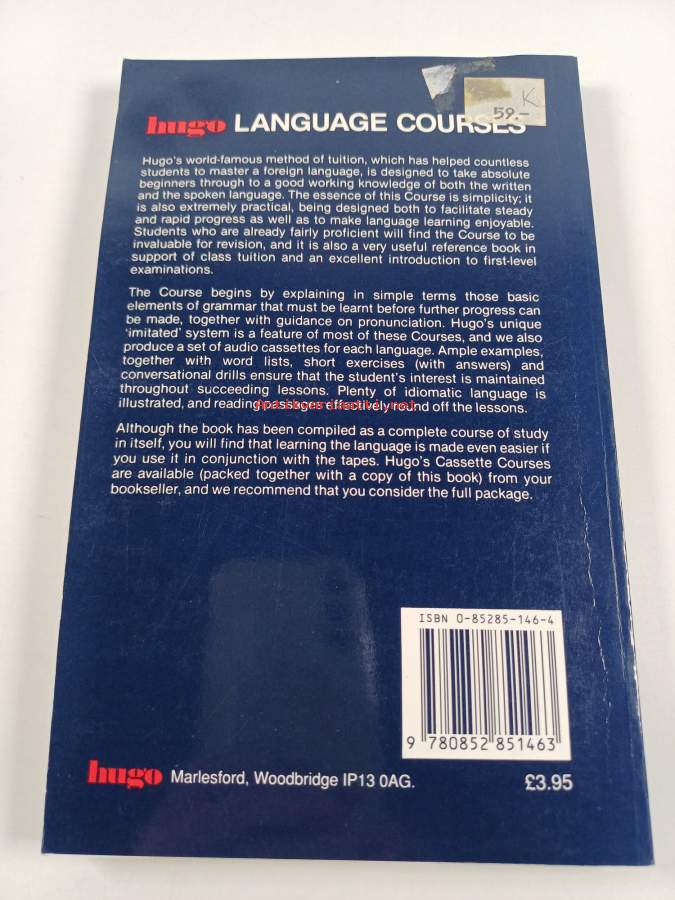 59.- K
hugo LANGUAGE COURSES
Hugo's world-famous method of tuition, which has helped countless
students to master a foreign language, is designed to take absolute
beginners through to a good working knowledge of both the written
and the spoken language. The essence of this Course is simplicity; it
is also extremely practical, being designed both to facilitate steady
and rapid progress as well as to make language learning enjoyable.
Students who are already fairly proficient will find the Course to be
invaluable for revision, and it is also a very useful reference book in
support of class tuition and an excellent introduction to first-level
examinations.
The Course begins by explaining in simple terms those basic
elements of grammar that must be learnt before further progress can
be made, together with guidance on pronunciation. Hugo's unique
'imitated' system is a feature of most of these Courses, and we also
produce a set of audio cassettes for each language. Ample examples,
together with word lists, short exercises (with answers) and
conversational drills ensure that the student's interest is maintained
throughout succeeding lessons. Plenty of idiomatic language is
illustrated, and reading passages effectively round off the lessons.
Although the book has been compiled as a complete course of study
in itself, you will find that learning the language is made even easier if
you use it in conjunction with the tapes. Hugo's Cassette Courses
are available (packed together with a copy of this book) from your
bookseller, and we recommend that you consider the full package.
ISBN 0-85285-146-4
9 780852 851463
hugo Marlesford, Woodbridge IP13 0AG.
£3.95